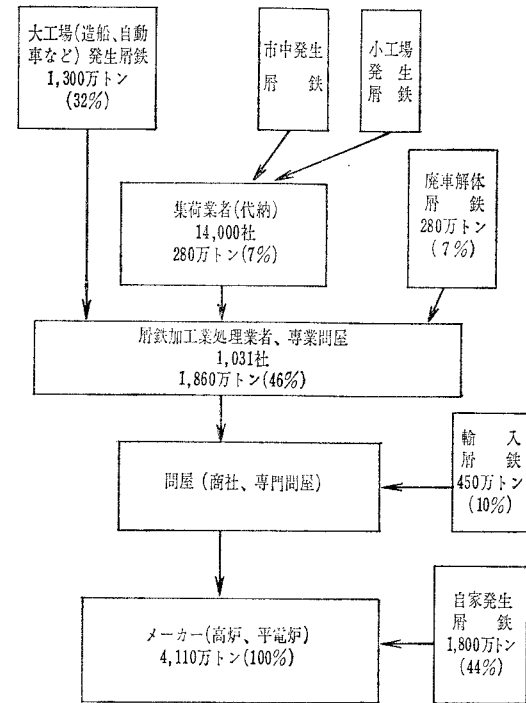 大工場(造船、自動
車など) 発生屑鉄
1,300万トン
(32%)
市中発生
屑　鉄
小工場
発　生
屑　鉄
廃車解体
屑　鉄
280万トン
(7%)
集荷業者(代納)
14,000社
280万トン(7%)
屑鉄加工業処理業者、専業問屋
1,031社
1,860万トン(46%)
輸　入
屑　鉄
450万トン
(10%)
問屋 (商社、専門問屋)
自家発生
屑　鉄
1,800万トン
(44%)
メーカー(高炉、平電炉)
4,110万トン(100%)